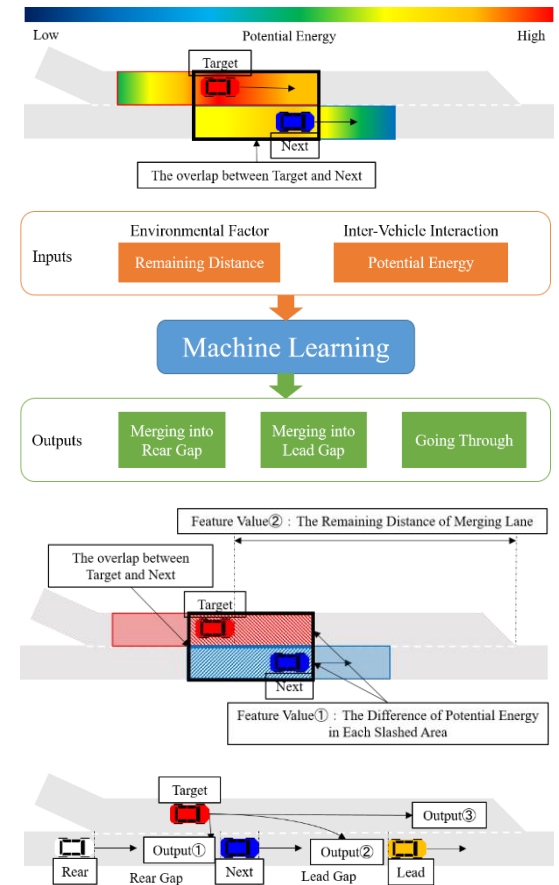 Low Potential Energy High
Target
Next
The overlap between Target and Next
Environmental Factor Inter-Vehicle Interaction
Inputs Remaining Distance Potential Energy
Machine Learning
Outputs
Merging into
Rear Gap
Merging into
Lead Gap
Going Through
Feature Value②：The Remaining Distance of Merging Lane
The overlap between
Target and Next
Target
Next
Feature Value①：The Difference of Potential Energy
in Each Slashed Area
Target
Output③
Output① Output②
Rear Next Lead
Rear Gap Lead Gap